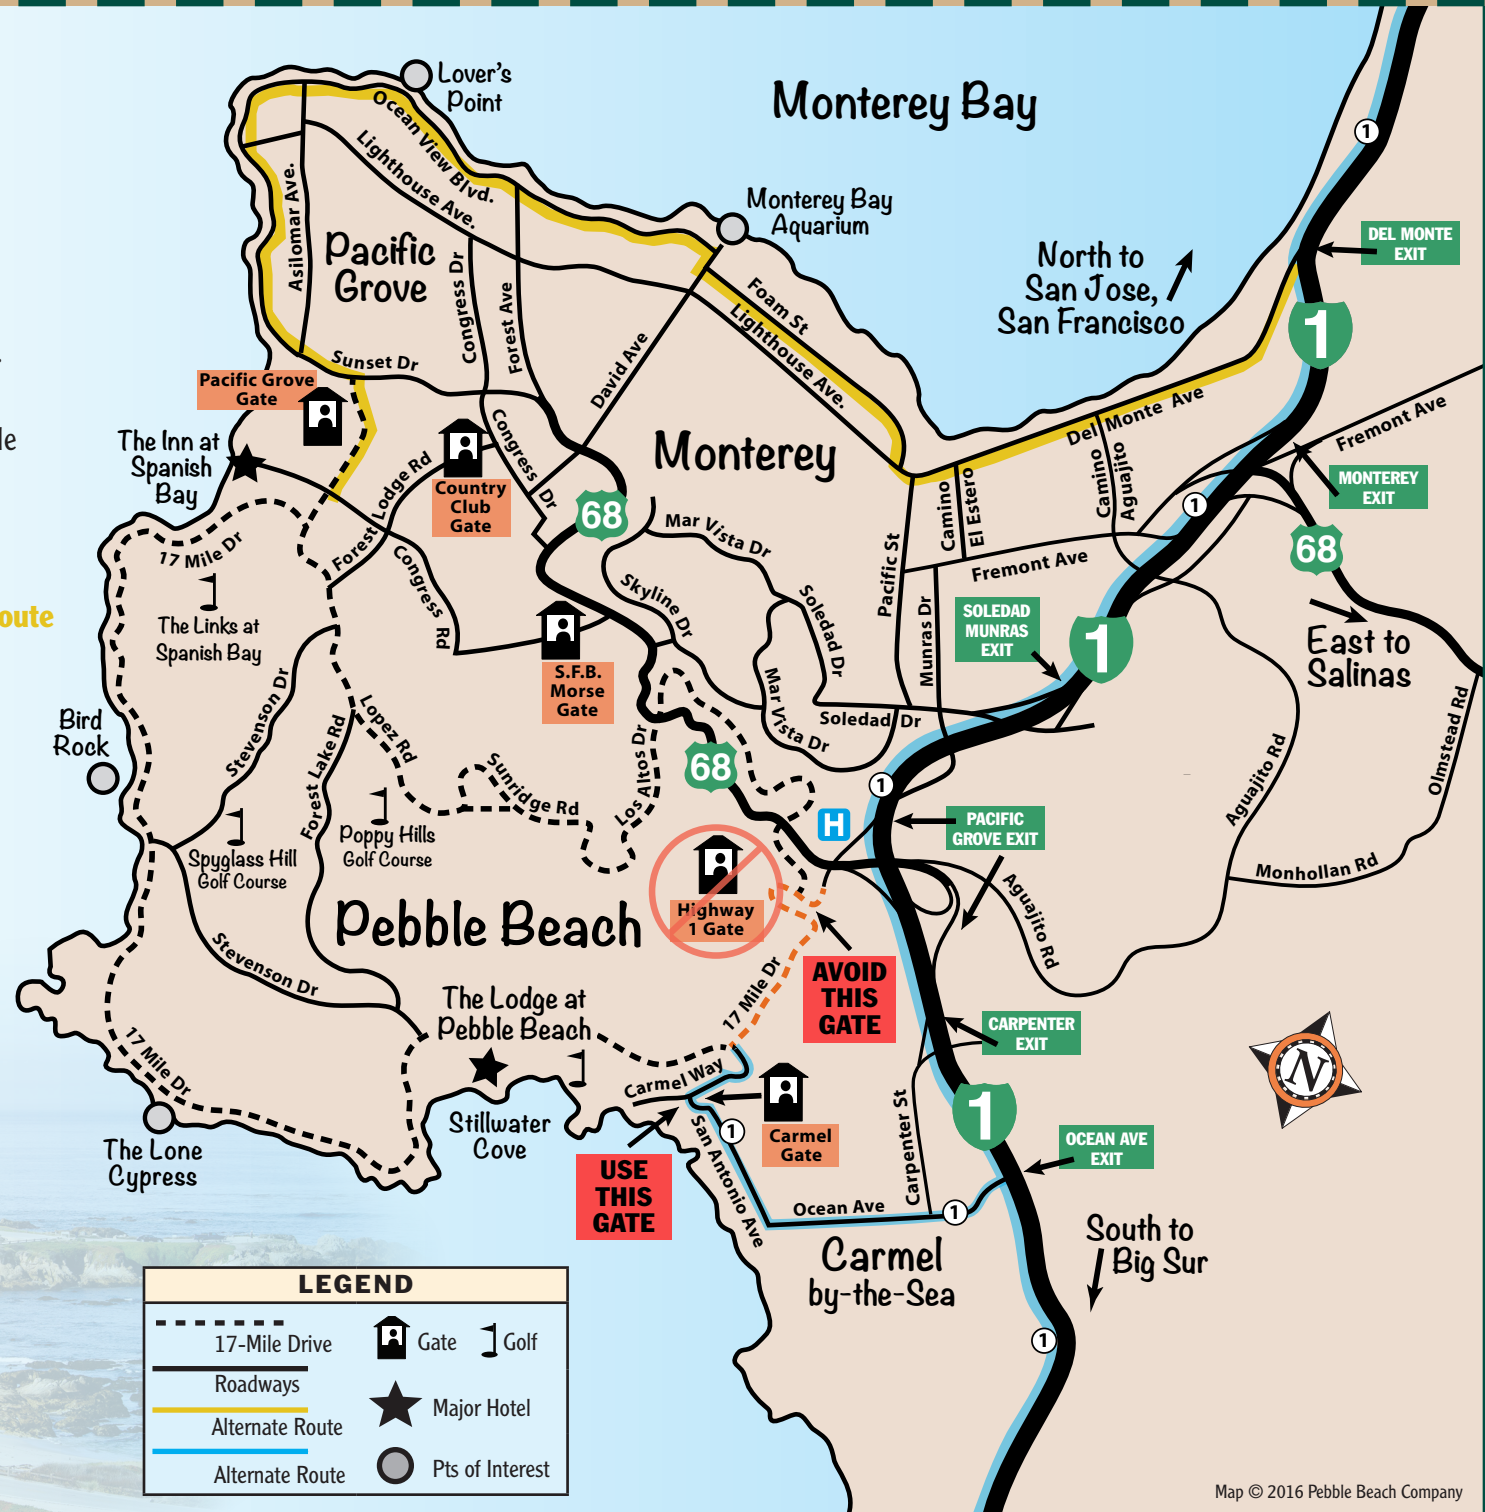 Monterey Bay
Lover's
Point
Ocean View Blvd.
Lighthouse Ave.
Asilomar Ave.
Pacific
Grove
Congress Dr
Forest Ave
Monterey Bay
Aquarium
Foam St
Lighthouse Ave.
David Ave
North to
San Jose,
San Francisco
1
DEL MONTE
EXIT
1
Sunset Dr
Pacific Grove
Gate
The Inn at
Spanish
Bay
Forest Lodge Rd
Country
Club
Gate
Congress Dr
68
Monterey
Del Monte Ave
Fremont Ave
MONTEREY
EXIT
Camino
Aguajito
Camino
El Estero
1
68
le
oute
17 Mile Dr
The Links at
Spanish Bay
Congress Rd
Mar Vista Dr
Skyline Dr
Soledad Dr
Pacific St
Fremont Ave
Munras Dr
SOLEDAD
MUNRAS
EXIT
1
East to
Salinas
S.F.B.
Morse
Gate
Mar Vista Dr
Soledad Dr
Bird
Rock
Stevenson Dr
Forest Lake Rd
Lopez Rd
Sunridge Rd
Los Altos Dr
68
1
H
PACIFIC
GROVE EXIT
Aguajito Rd
Olmstead Rd
Monhollan Rd
Aguajito Rd
Spyglass Hill
Golf Course
Poppy Hills
Golf Course
Highway
1 Gate
Pebble Beach
AVOID
THIS
GATE
17 Mile Dr
Stevenson Dr
The Lodge at
Pebble Beach
CARPENTER
EXIT
N
17 Mile Dr
Carmel Way
Carmel
Gate
1
San Antonio Ave
Carpenter St
1
OCEAN AVE
EXIT
The Lone
Cypress
Stillwater
Cove
USE
THIS
GATE
Ocean Ave
1
Carmel
by-the-Sea
South to
Big Sur
1
LEGEND
17-Mile Drive
Roadways
Alternate Route
Alternate Route
Gate
Golf
Major Hotel
Pts of Interest
Map © 2016 Pebble Beach Company